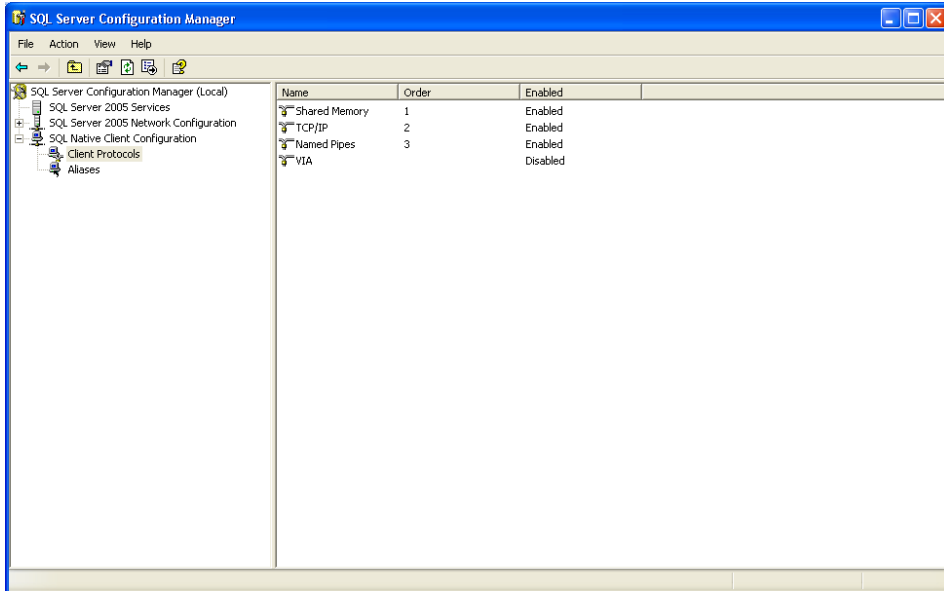 SQL Server Configuration Manager
File Action View Help
SQL Server Configuration Manager (Local)
SQL Server 2005 Services
SQL Server 2005 Network Configuration
SQL Native Client Configuration
Client Protocols
Aliases
Name Order Enabled
Shared Memory 1 Enabled
TCP/IP 2 Enabled
Named Pipes 3 Enabled
VIA Disabled